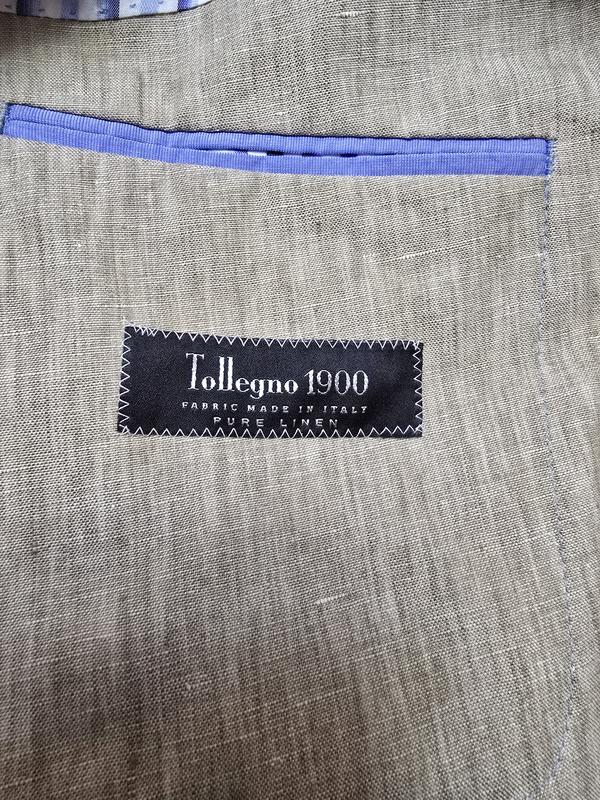 Tollegno 1900
FABRIC MADE IN ITALY
PURE LINEN